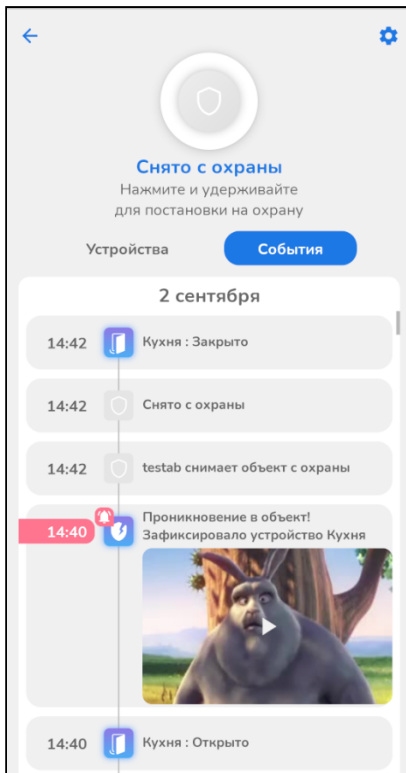 Снято с охраны
Нажмите и удерживайте
для постановки на охрану
Устройства
События
2 сентября
14:42 Кухня : Закрыто
14:42 Снято с охраны
14:42 testab снимает объект с охраны
14:40 Проникновение в объект!
Зафиксировало устройство Кухня
14:40 Кухня : Открыто